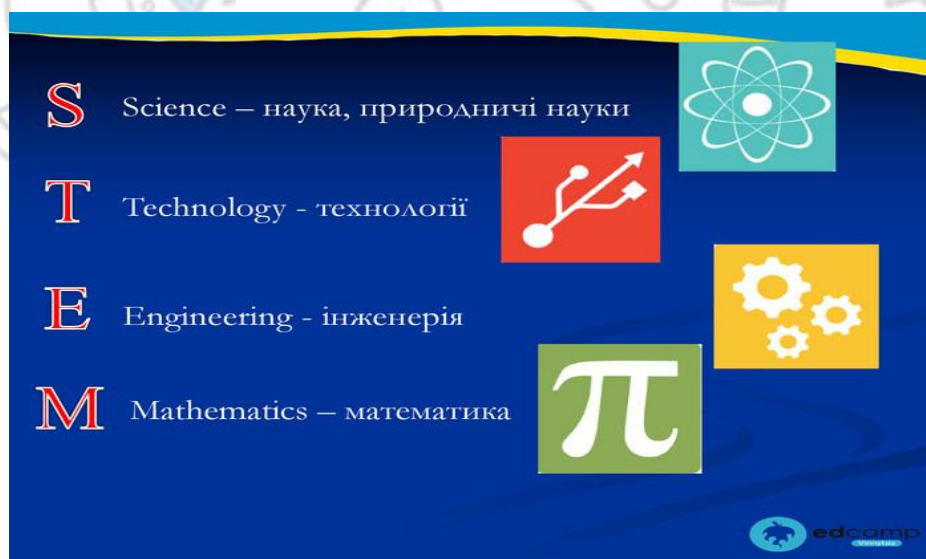 S Science – наука, природничі науки
T Technology - технології
E Engineering - інженерія
M Mathematics – математика
π
edcamp